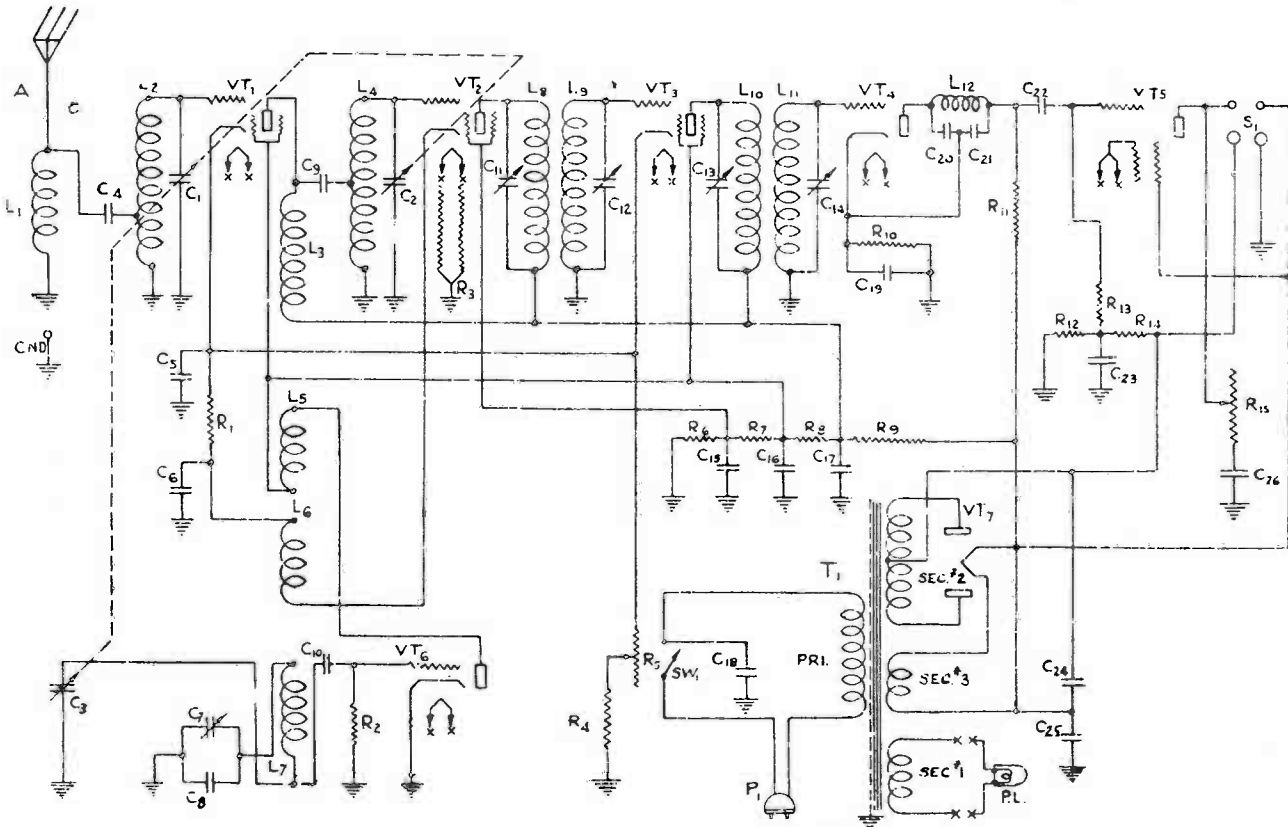 A
C
L2
VT1
L4
VT2
L8
L9
VT3
L10
L11
VT4
L12
C22
VT5
S1
C20
C21
C1
C9
C2
C11
C12
C13
C14
L1
C4
L3
R3
R10
R11
C19
R13
R12
R14
C23
GND
C5
R1
L5
C6
L6
R6
R7
R8
R9
C15
C16
C17
R15
C26
VT7
SEC.#2
T1
C10
VT6
R5
SW1
C18
PRI.
SEC.#3
C24
C3
C7
L7
R2
R4
C25
C8
P1
SEC.#1
P.L.
X X
X X
X X
X X
X X
X X
X X